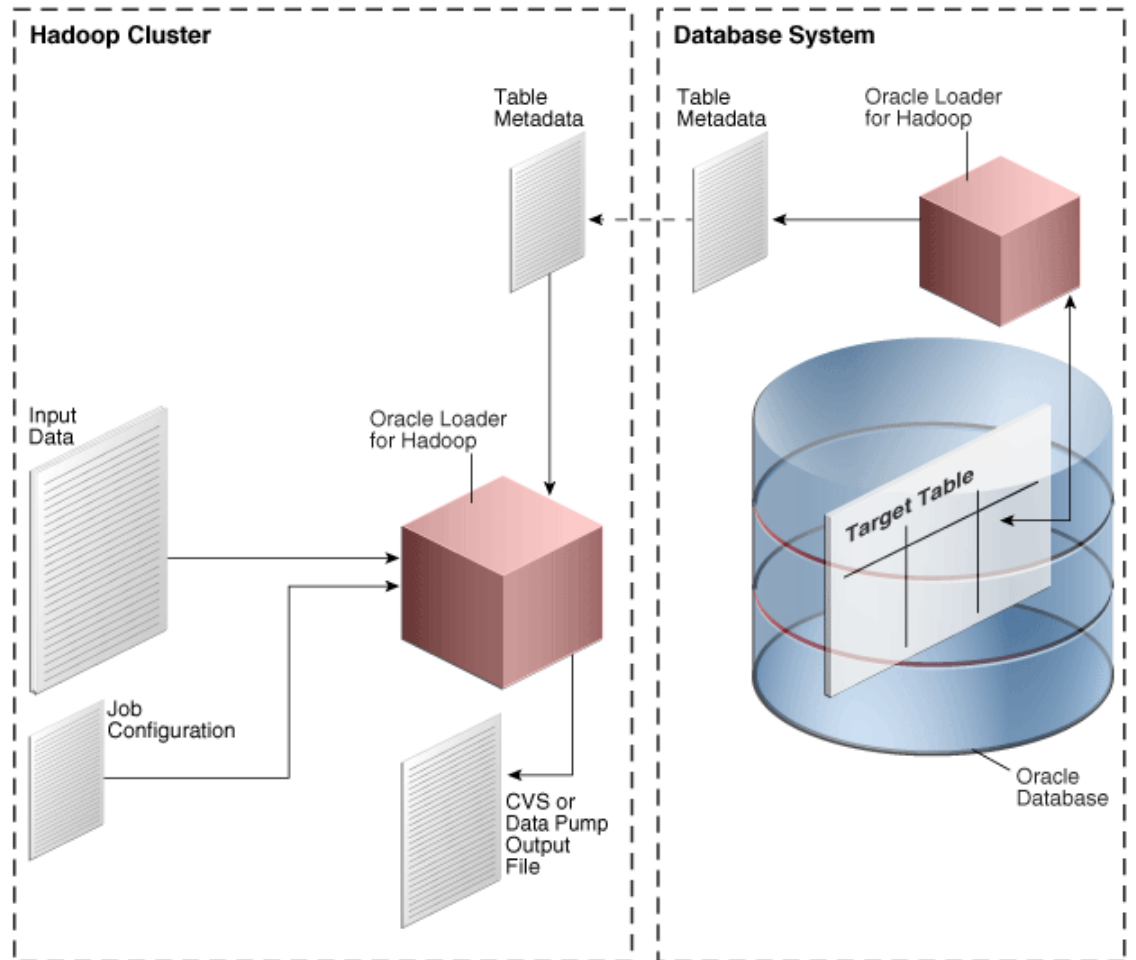 Hadoop Cluster
Table
Metadata
Input
Data
Oracle Loader
for Hadoop
Job
Configuration
CVS or
Data Pump
Output
File
Database System
Table
Metadata
Oracle Loader
for Hadoop
Target Table
Oracle
Database